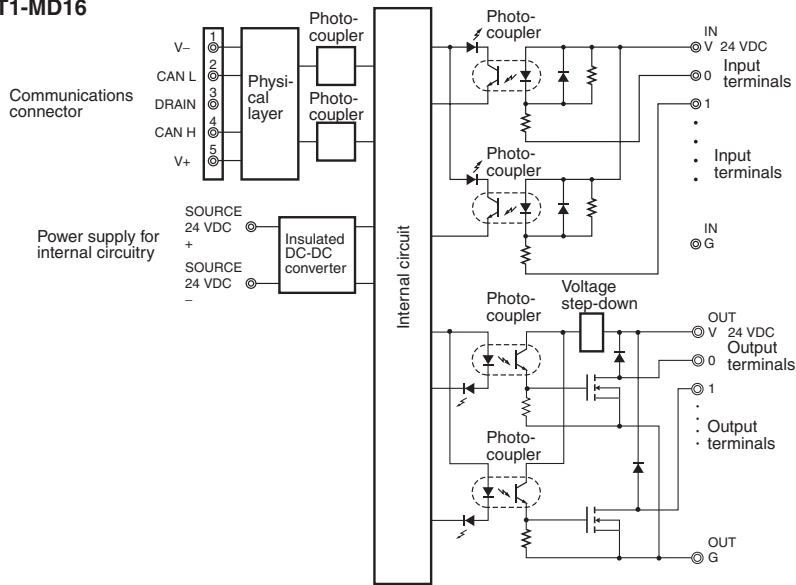 T1-MD16
Communications
connector
V–
CAN L
DRAIN
CAN H
V+
1
2
3
4
5
Physi-
cal
layer
Photo-
coupler
Photo-
coupler
Power supply for
internal circuitry
SOURCE
24 VDC
+
SOURCE
24 VDC
–
Insulated
DC-DC
converter
Internal circuit
Photo-
coupler
IN
V 24 VDC
0
Input
terminals
1
Photo-
coupler
Input
terminals
IN
G
Photo-
coupler
Voltage
step-down
OUT
V 24 VDC
0
Output
terminals
1
Output
terminals
Photo-
coupler
OUT
G